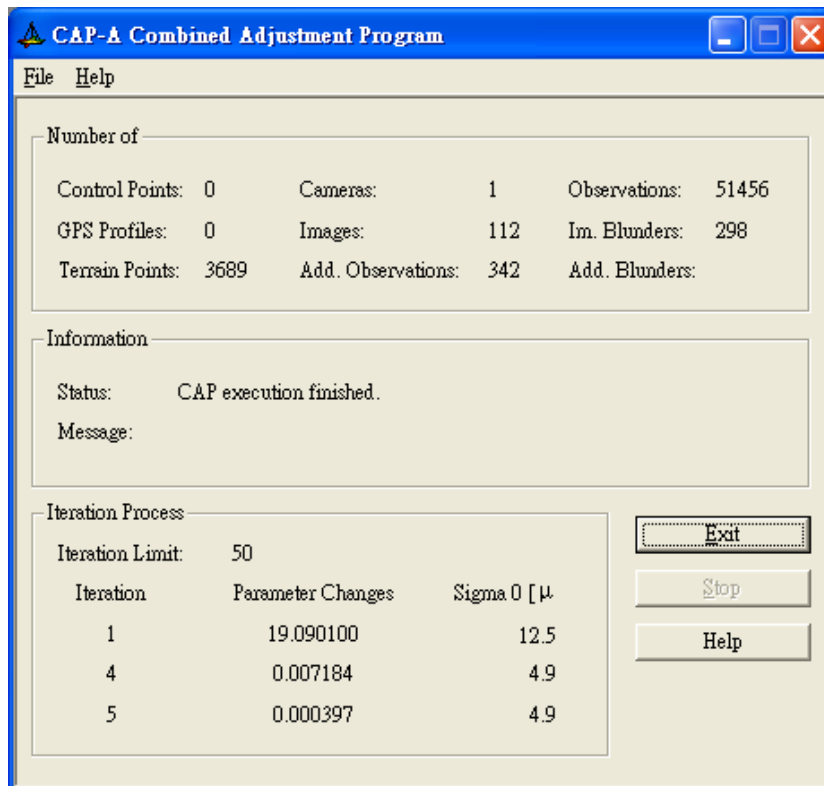 CAP-A Combined Adjustment Program
File Help
Number of
Control Points: 0 Cameras: 1 Observations: 51456
GPS Profiles: 0 Images: 112 Im. Blunders: 298
Terrain Points: 3689 Add. Observations: 342 Add. Blunders:
Information
Status: CAP execution finished.
Message:
Iteration Process
Iteration Limit: 50
Iteration Parameter Changes Sigma 0 [ μ
1 19.090100 12.5
4 0.007184 4.9
5 0.000397 4.9
Exit
Stop
Help